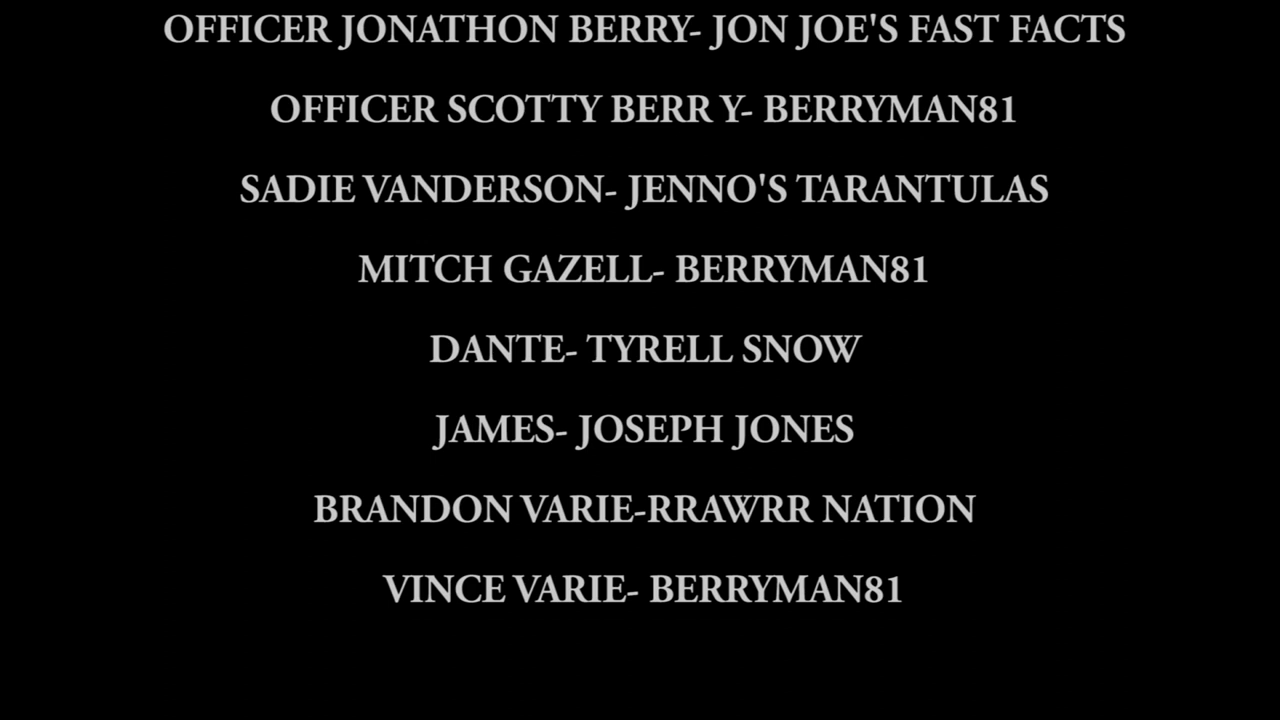 OFFICER JONATHON BERRY- JON JOE'S FAST FACTS
OFFICER SCOTTY BERR Y- BERRYMAN81
SADIE VANDERSON- JENNO'S TARANTULAS
MITCH GAZELL- BERRYMAN81
DANTE- TYRELL SNOW
JAMES- JOSEPH JONES
BRANDON VARIE-RRAWRR NATION
VINCE VARIE- BERRYMAN81